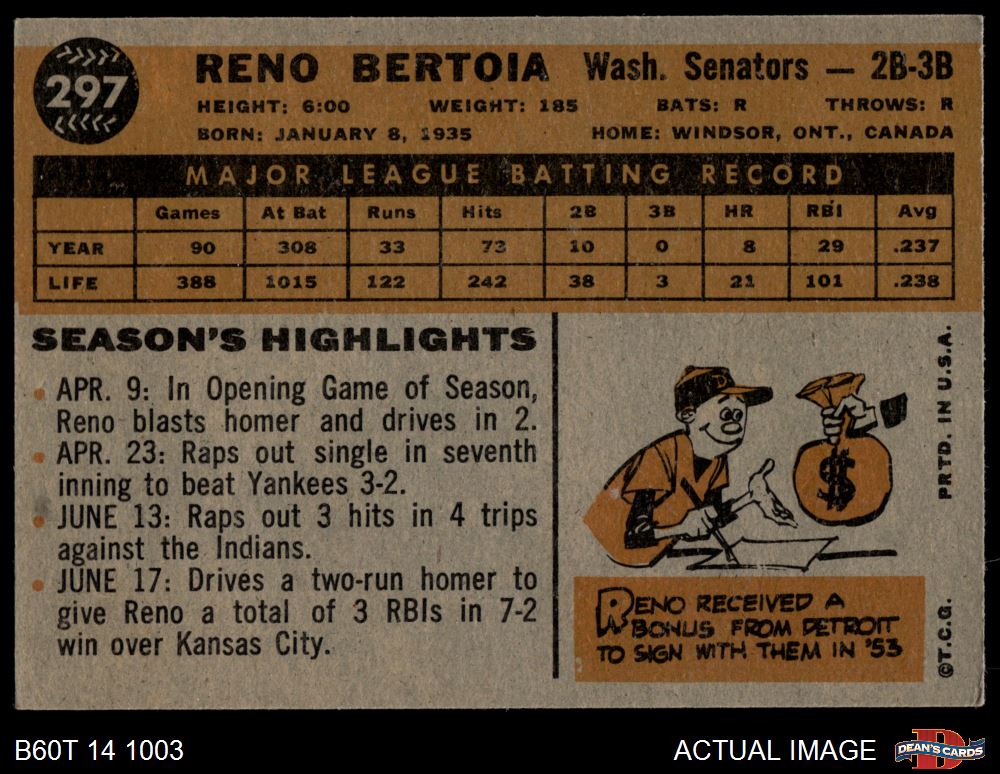 297
RENO BERTOIA Wash. Senators — 2B-3B
HEIGHT: 6:00 WEIGHT: 185 BATS: R THROWS: R
BORN: JANUARY 8, 1935 HOME: WINDSOR, ONT., CANADA
MAJOR LEAGUE BATTING RECORD
Games At Bat Runs Hits 2B 3B HR RBI Avg
YEAR 90 308 33 73 10 0 8 29 .237
LIFE 388 1015 122 242 38 3 21 101 .238
SEASON'S HIGHLIGHTS
APR. 9: In Opening Game of Season,
Reno blasts homer and drives in 2.
APR. 23: Raps out single in seventh
inning to beat Yankees 3-2.
JUNE 13: Raps out 3 hits in 4 trips
against the Indians.
JUNE 17: Drives a two-run homer to
give Reno a total of 3 RBIs in 7-2
win over Kansas City.
D
$
RENO RECEIVED A
BONUS FROM DETROIT
TO SIGN WITH THEM IN '53
©T.C.G. PRTD. IN U.S.A.
B60T 14 1003
ACTUAL IMAGE
D
DEAN'S CARDS